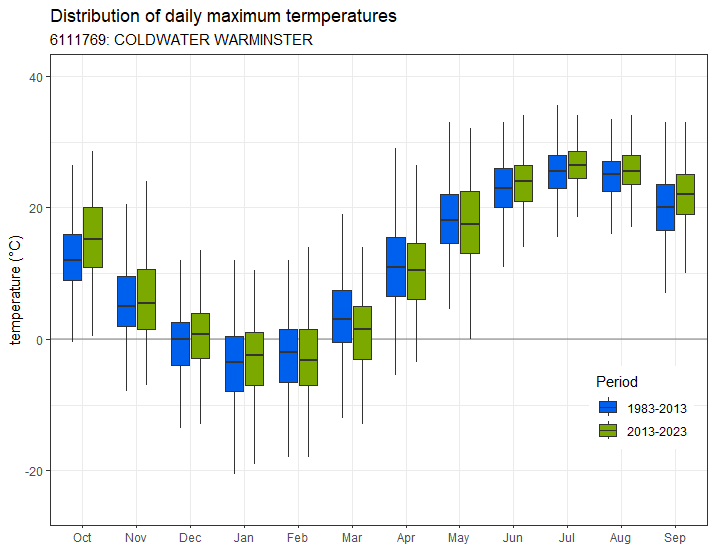 Distribution of daily maximum termperatures
6111769: COLDWATER WARMINSTER
temperature (°C)
40
20
0
-20
Oct Nov Dec Jan Feb Mar Apr May Jun Jul Aug Sep
Period
1983-2013
2013-2023